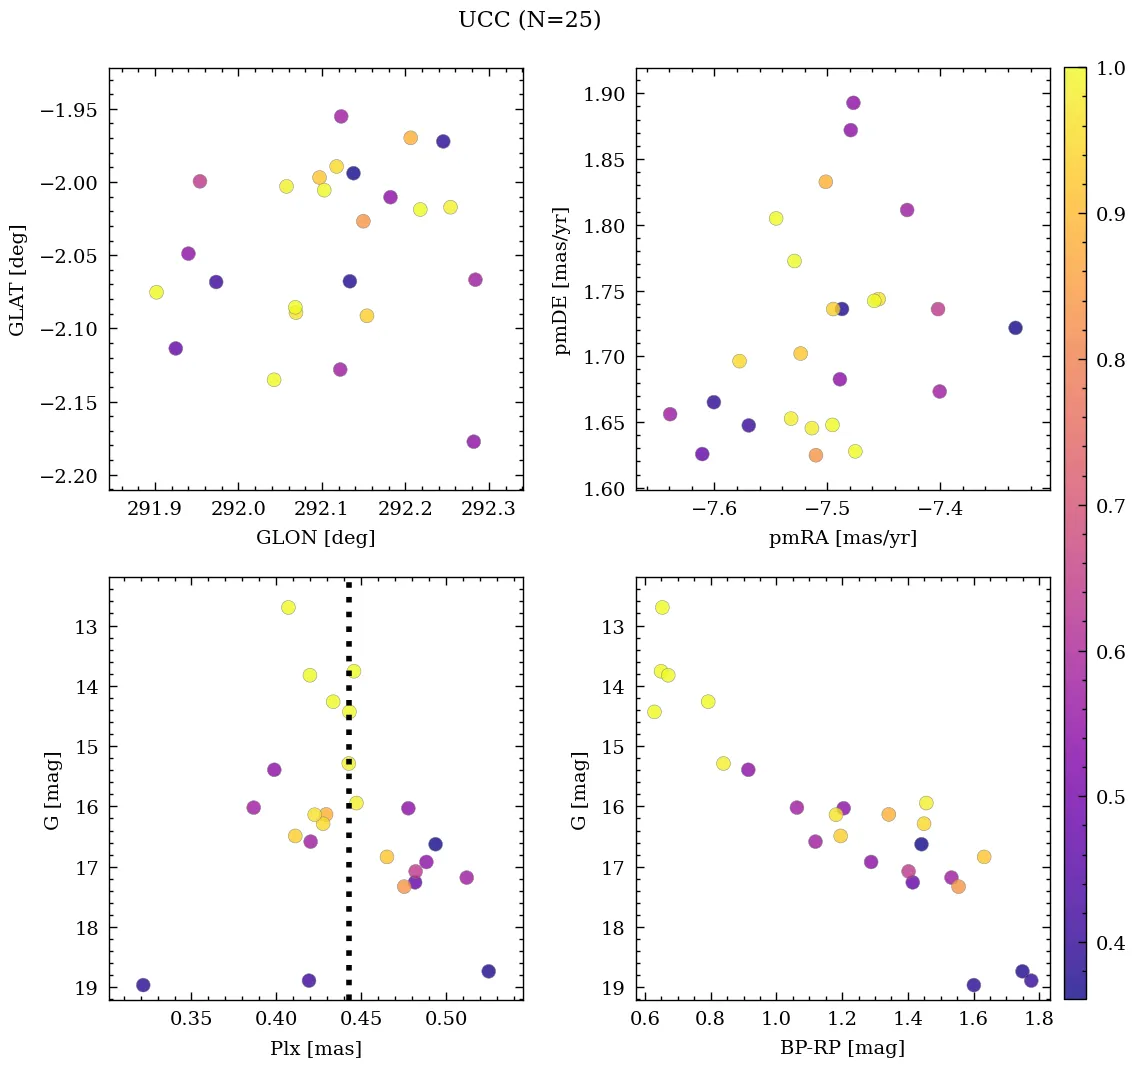 UCC (N=25)
−1.95
−2.00
−2.05
−2.10
−2.15
−2.20
GLAT [deg]
291.9 292.0 292.1 292.2 292.3
GLON [deg]
1.90
1.85
1.80
1.75
1.70
1.65
1.60
pmDE [mas/yr]
−7.6 −7.5 −7.4
pmRA [mas/yr]
13
14
15
16
17
18
19
G [mag]
0.35 0.40 0.45 0.50
Plx [mas]
13
14
15
16
17
18
19
G [mag]
0.6 0.8 1.0 1.2 1.4 1.6 1.8
BP-RP [mag]
1.0
0.9
0.8
0.7
0.6
0.5
0.4